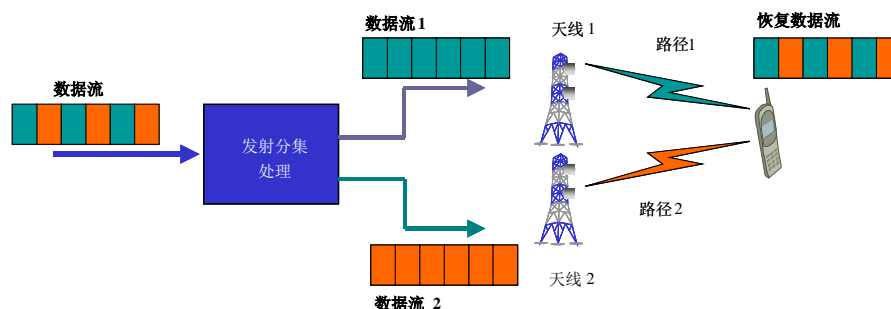 数据流
发射分集
处理
数据流 1
数据流 2
天线 1
天线 2
路径1
路径 2
恢复数据流